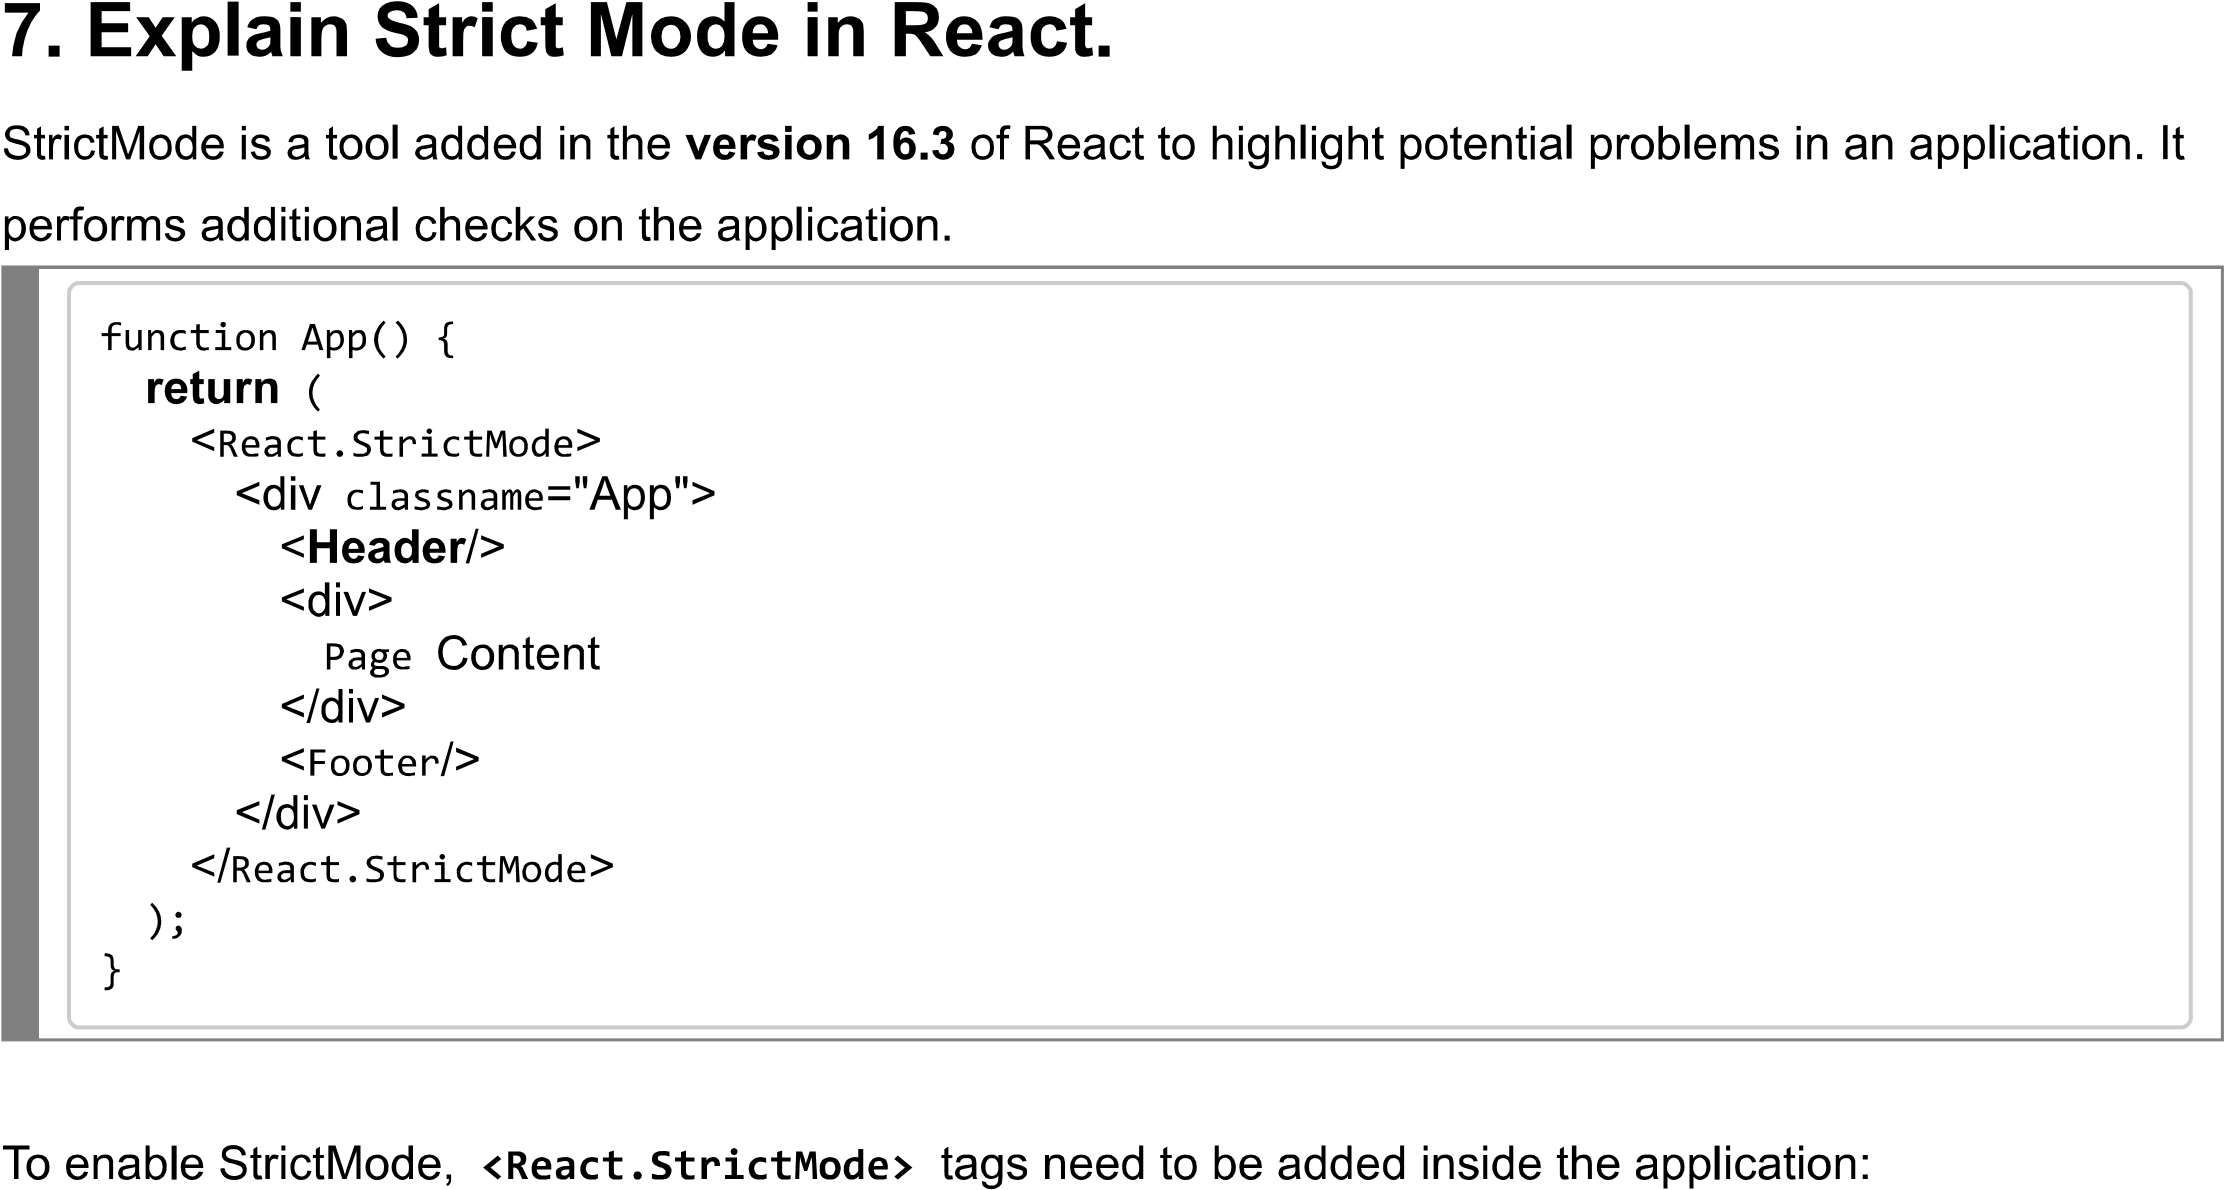 7. Explain Strict Mode in React.
StrictMode is a tool added in the version 16.3 of React to highlight potential problems in an application. It
performs additional checks on the application.
function App() {
  return (
    <React.StrictMode>
      <div classname="App">
        <Header/>
        <div>
          Page Content
        </div>
        <Footer/>
      </div>
    </React.StrictMode>
  );
}
To enable StrictMode, <React.StrictMode> tags need to be added inside the application: